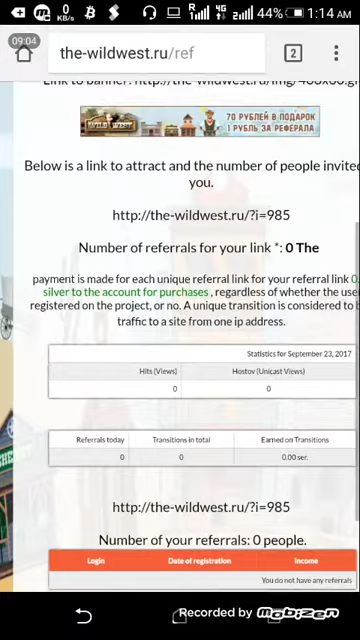 0
KB/s
R
4G
R
44%
1:14 AM
09:04
the-wildwest.ru/ref
2
Link to banner: http://the-wildwest.ru/img/468x60.gi
WILD WEST
70 РУБЛЕЙ В ПОДАРОК
1 РУБЛЬ ЗА РЕФЕРАЛА
Below is a link to attract and the number of people invite
you.
http://the-wildwest.ru/?i=985
Number of referrals for your link *: 0 The
payment is made for each unique referral link for your referral link 0.
silver to the account for purchases , regardless of whether the user
registered on the project, or no. A unique transition is considered to b
traffic to a site from one ip address.
Statistics for September 23, 2017
Hits (Views) Hostov (Unicast Views)
0 0
Referrals today Transitions in total Earned on Transitions
0 0 0.00 ser.
http://the-wildwest.ru/?i=985
Number of your referrals: 0 people.
Login Date of registration Income
You do not have any referrals
Recorded by mobizen